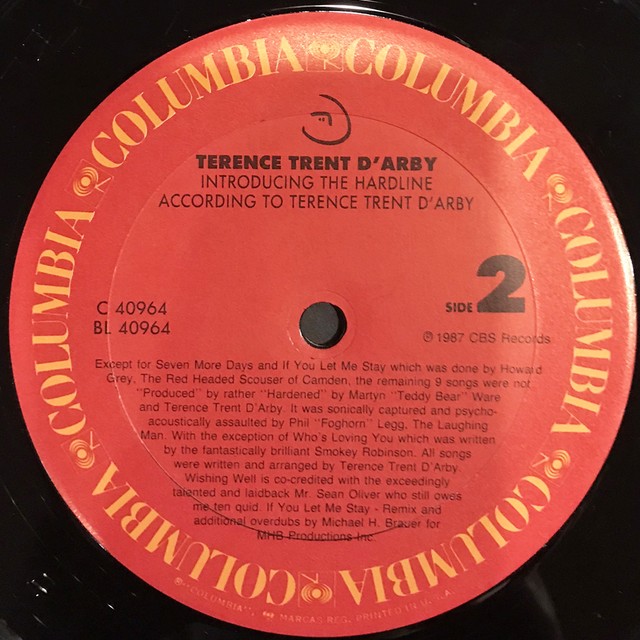 COLUMBIA COLUMBIA
COLUMBIA COLUMBIA
COLUMBIA COLUMBIA
TERENCE TRENT D'ARBY
INTRODUCING THE HARDLINE
ACCORDING TO TERENCE TRENT D'ARBY
C 40964
BL 40964
SIDE 2
℗ 1987 CBS Records
Except for Seven More Days and If You Let Me Stay which was done by Howard
Grey, The Red Headed Scouser of Camden, the remaining 9 songs were not
"Produced" by rather "Hardened" by Martyn "Teddy Bear" Ware
and Terence Trent D'Arby. It was sonically captured and psycho-
acoustically assaulted by Phil "Foghorn" Legg, The Laughing
Man. With the exception of Who's Loving You which was written
by the fantastically brilliant Smokey Robinson. All songs
were written and arranged by Terence Trent D'Arby.
Wishing Well is co-credited with the exceedingly
talented and laidback Mr. Sean Oliver who still owes
me ten quid. If You Let Me Stay - Remix and
additional overdubs by Michael H. Brauer for
MHB Productions Inc.
"COLUMBIA", MARCAS REG. PRINTED IN U.S.A.